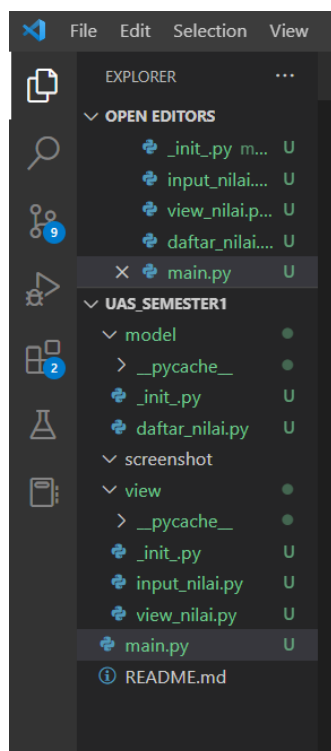 File Edit Selection View
EXPLORER ...
OPEN EDITORS
_init_.py m... U
input_nilai.... U
view_nilai.p... U
daftar_nilai.... U
main.py U
UAS_SEMESTER1
model
__pycache__
_init_.py U
daftar_nilai.py U
screenshot
view
__pycache__
_init_.py U
input_nilai.py U
view_nilai.py U
main.py U
README.md
9
2